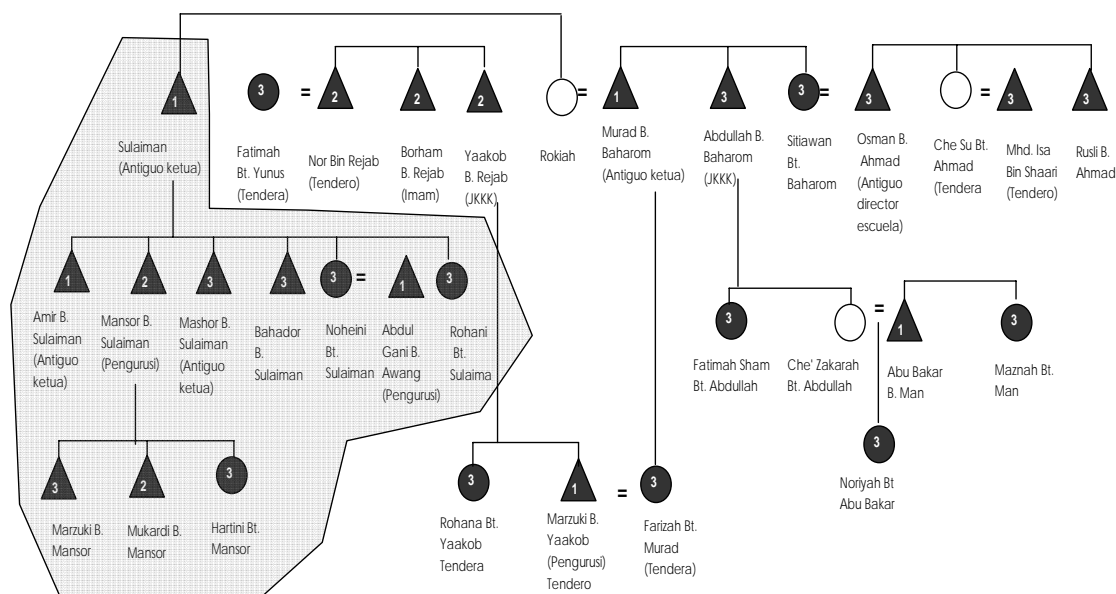 1
Sulaiman
(Antiguo ketua)
3
=
Fatimah
Bt. Yunus
(Tendera)
2
Nor Bin Rejab
(Tendero)
2
Borham
B. Rejab
(Imam)
2
Yaakob
B. Rejab
(JKKK)
Rokiah
=
1
Murad B.
Baharom
(Antiguo ketua)
3
Abdullah B.
Baharom
(JKKK)
3
=
Sitiawan
Bt.
Baharom
3
Osman B.
Ahmad
(Antiguo
director
escuela)
=
Che Su Bt.
Ahmad
(Tendera
3
Mhd. Isa
Bin Shaari
(Tendero)
3
Rusli B.
Ahmad
1
Amir B.
Sulaiman
(Antiguo
ketua)
2
Mansor B.
Sulaiman
(Pengurusi)
3
Mashor B.
Sulaiman
(Antiguo
ketua)
3
Bahador
B.
Sulaiman
3
=
Noheini
Bt.
Sulaiman
1
Abdul
Gani B.
Awang
(Pengurusi)
3
Rohani
Bt.
Sulaima
3
Fatimah Sham
Bt. Abdullah
=
Che' Zakarah
Bt. Abdullah
1
Abu Bakar
B. Man
3
Maznah Bt.
Man
3
Marzuki B.
Mansor
2
Mukardi B.
Mansor
3
Hartini Bt.
Mansor
3
Rohana Bt.
Yaakob
Tendera
1
=
Marzuki B.
Yaakob
(Pengurusi)
Tendero
3
Farizah Bt.
Murad
(Tendera)
3
Noriyah Bt
Abu Bakar